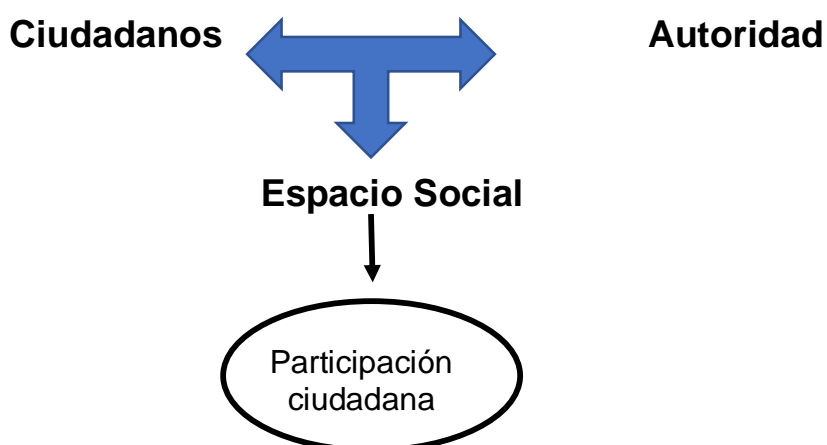 Ciudadanos
Autoridad
Espacio Social
Participación
ciudadana